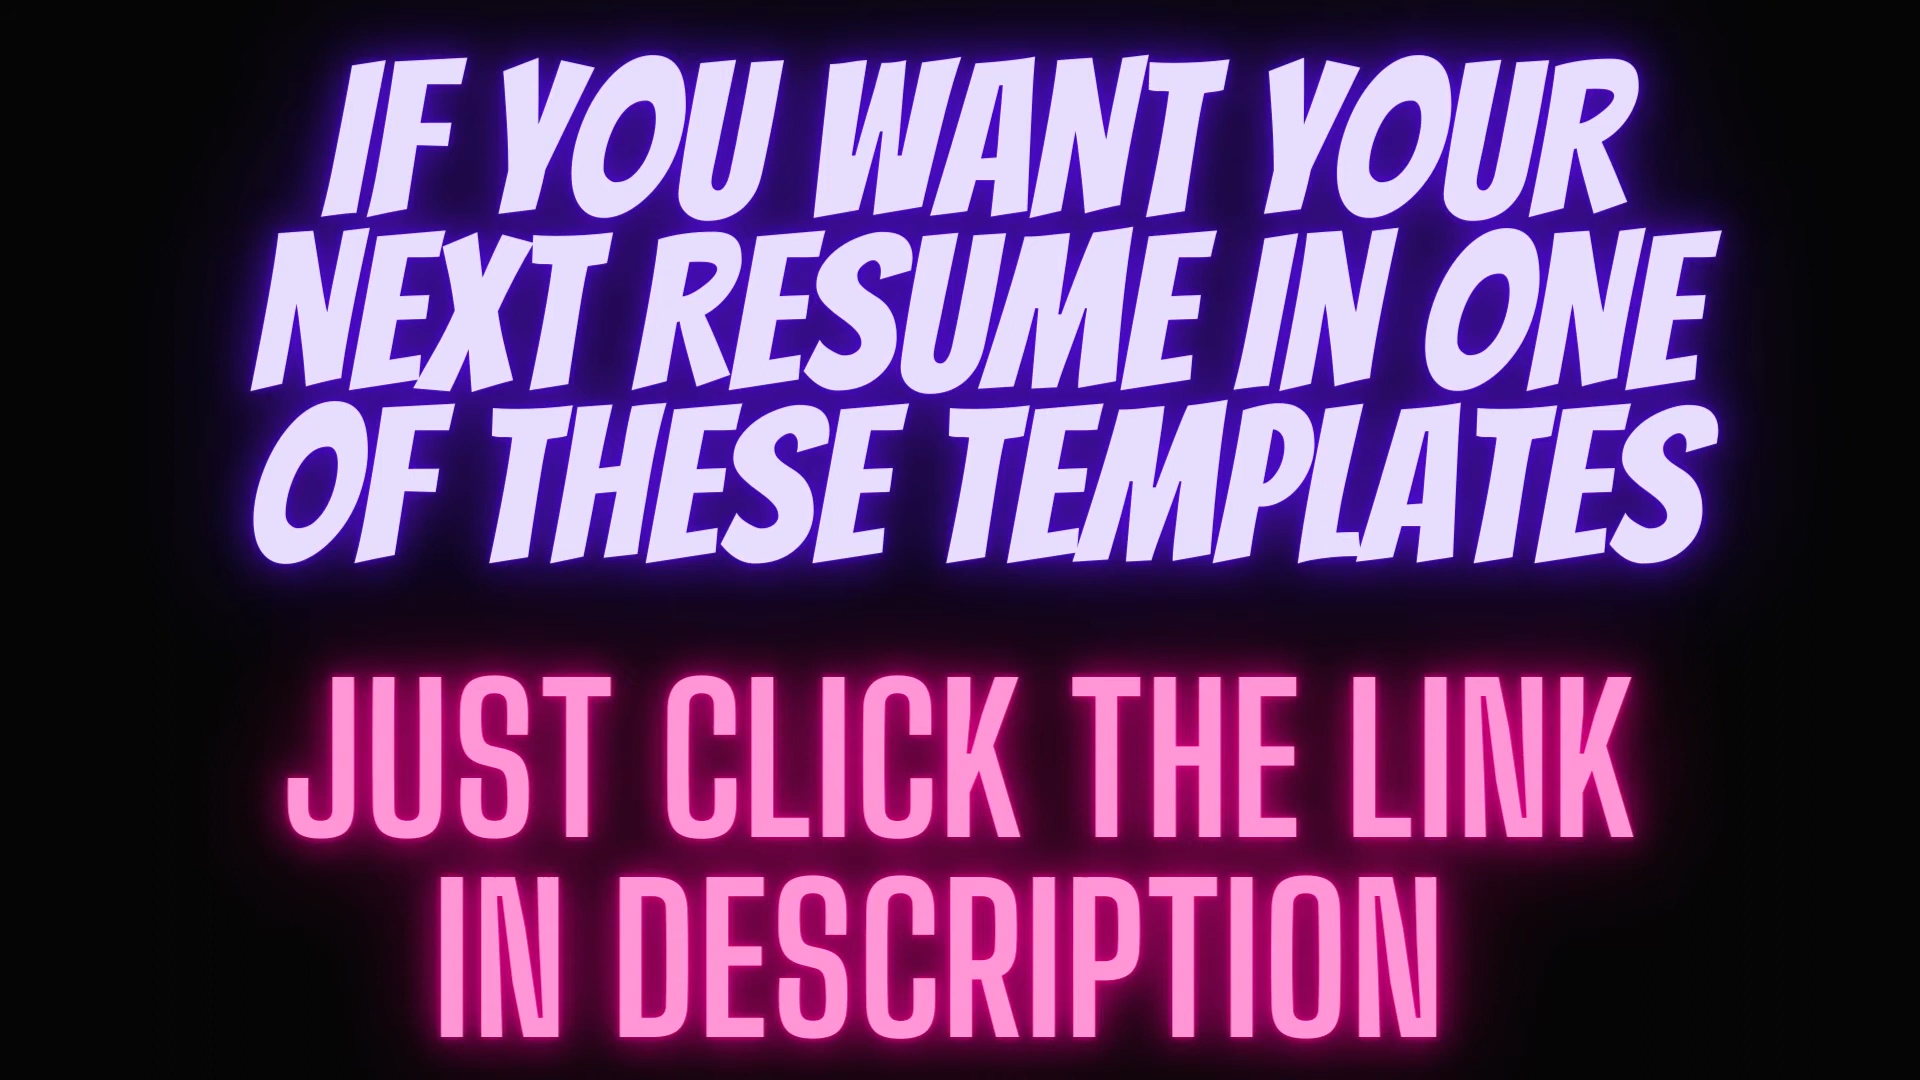 IF YOU WANT YOUR
NEXT RESUME IN ONE
OF THESE TEMPLATES
JUST CLICK THE LINK
IN DESCRIPTION